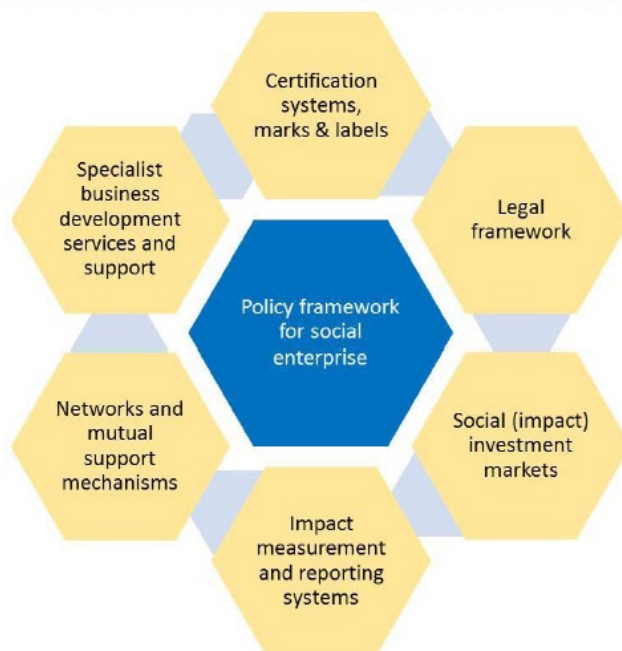 Certification
systems,
marks & labels
Legal
framework
Social (impact)
investment
markets
Impact
measurement
and reporting
systems
Networks and
mutual
support
mechanisms
Specialist
business
development
services and
support
Policy framework
for social
enterprise